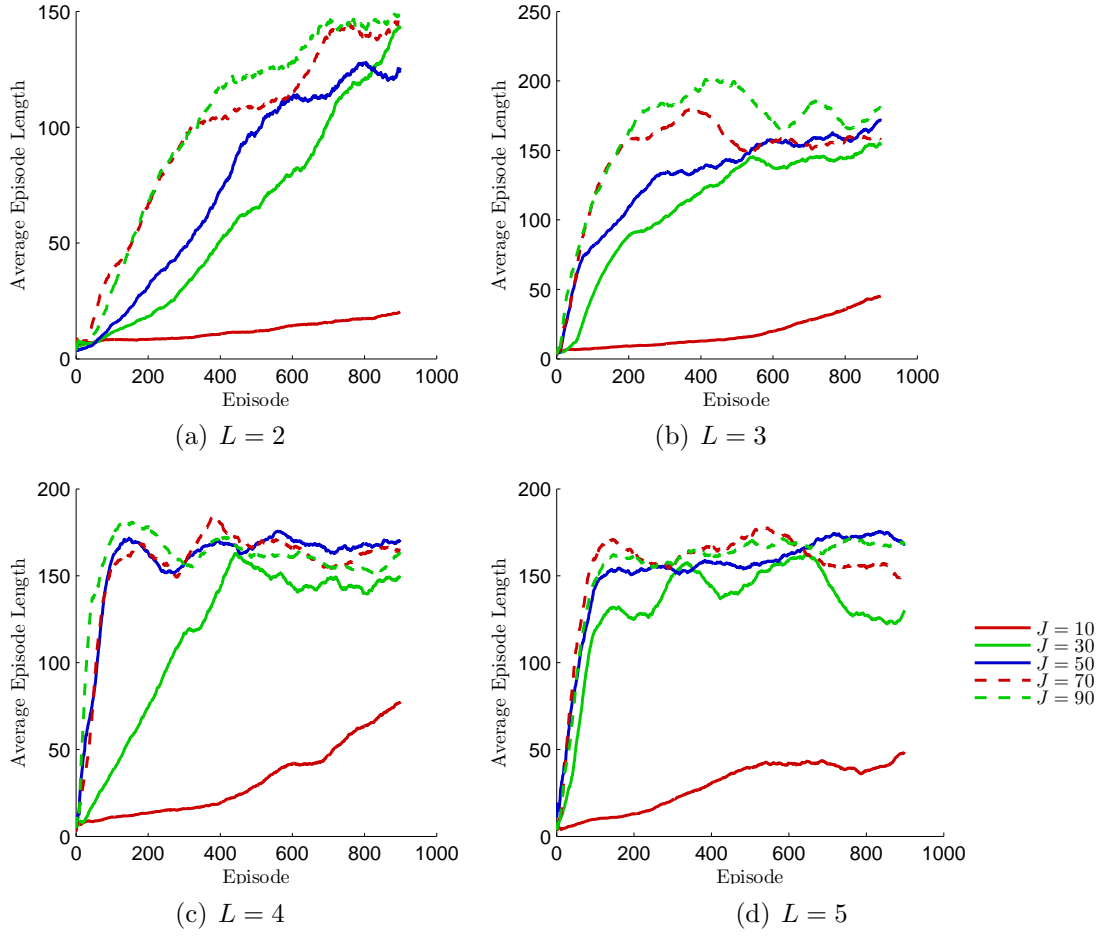 150
100
50
0
Average Episode Length
0 200 400 600 800 1000
Episode
(a) L = 2
250
200
150
100
50
0
Average Episode Length
0 200 400 600 800 1000
Episode
(b) L = 3
200
150
100
50
0
Average Episode Length
0 200 400 600 800 1000
Episode
(c) L = 4
200
150
100
50
0
Average Episode Length
0 200 400 600 800 1000
Episode
(d) L = 5
J = 10
J = 30
J = 50
J = 70
J = 90